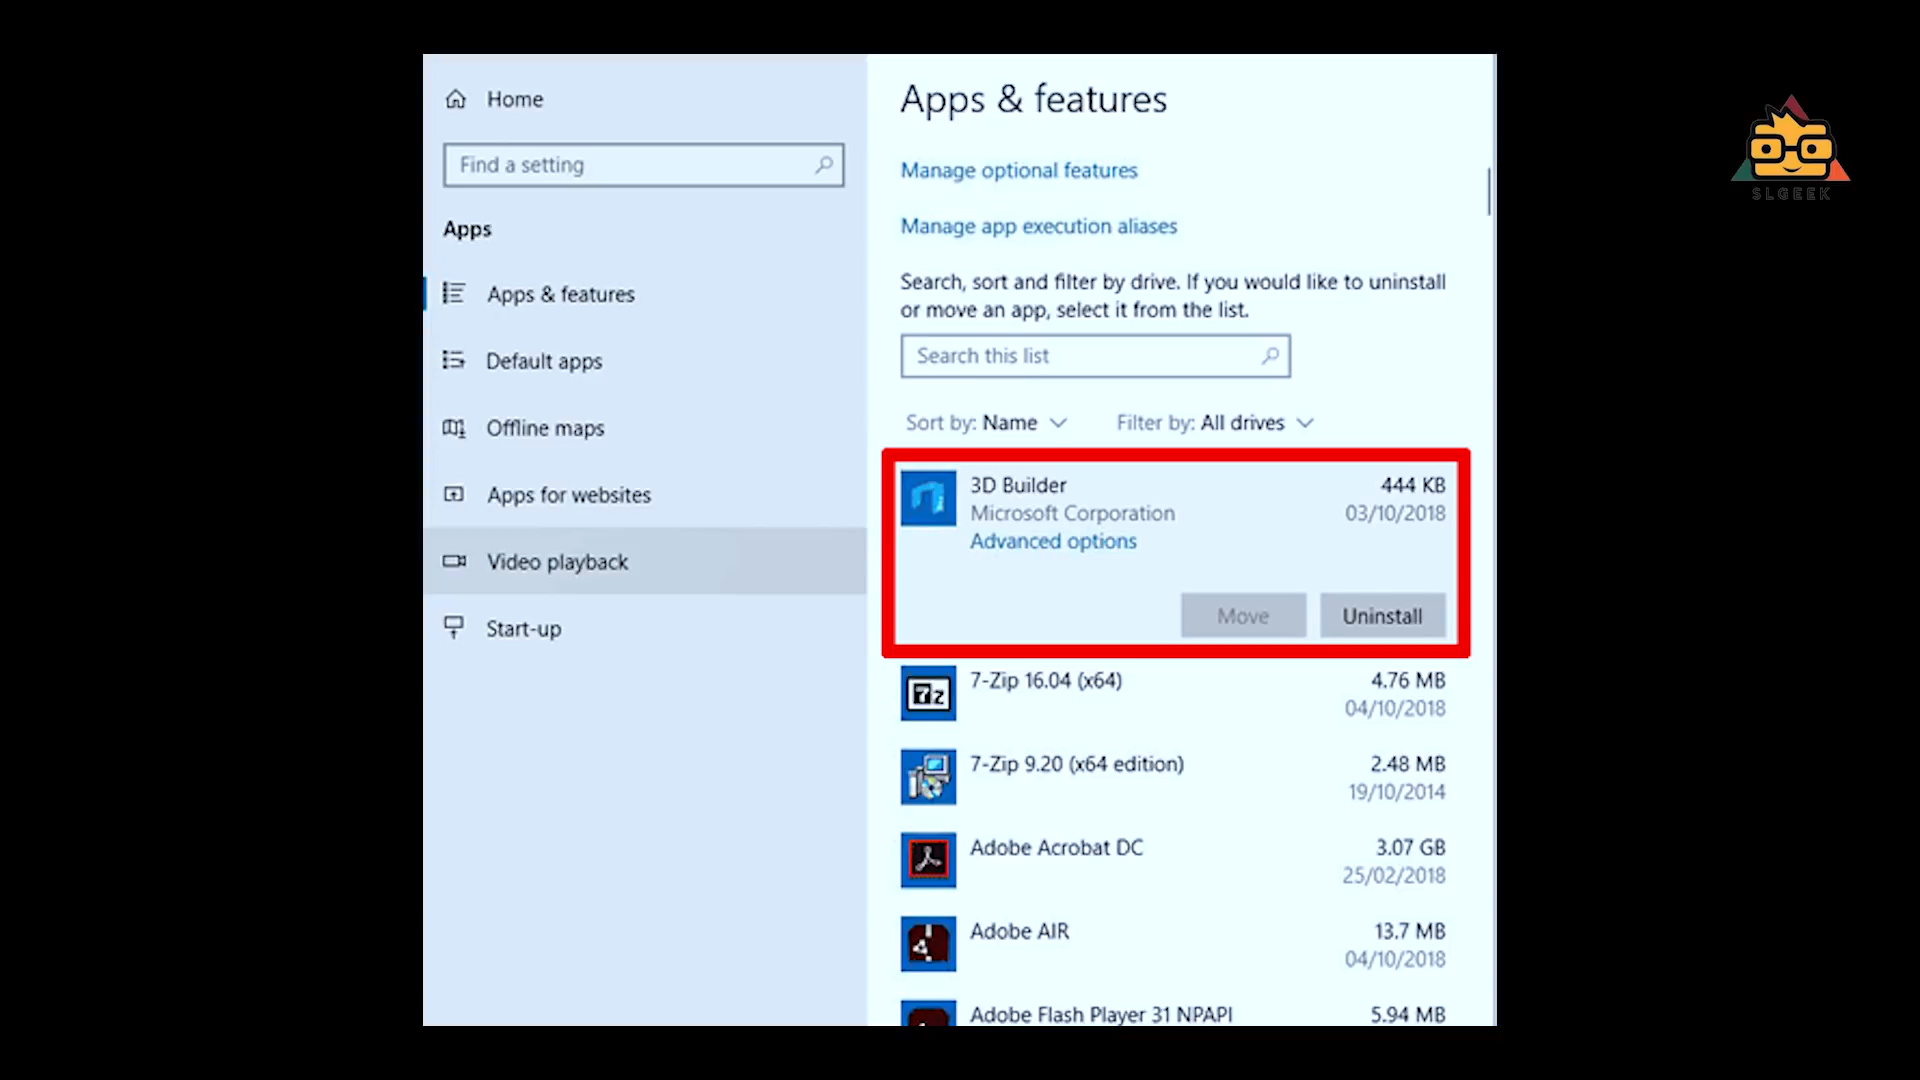 Home
Find a setting
Apps
Apps & features
Default apps
Offline maps
Apps for websites
Video playback
Start-up
Apps & features
Manage optional features
Manage app execution aliases
Search, sort and filter by drive. If you would like to uninstall
or move an app, select it from the list.
Search this list
Sort by: Name Filter by: All drives
3D Builder 444 KB
Microsoft Corporation 03/10/2018
Advanced options
Move Uninstall
7-Zip 16.04 (x64) 4.76 MB
04/10/2018
7-Zip 9.20 (x64 edition) 2.48 MB
19/10/2014
Adobe Acrobat DC 3.07 GB
25/02/2018
Adobe AIR 13.7 MB
04/10/2018
Adobe Flash Player 31 NPAPI 5.94 MB
SLGEEK